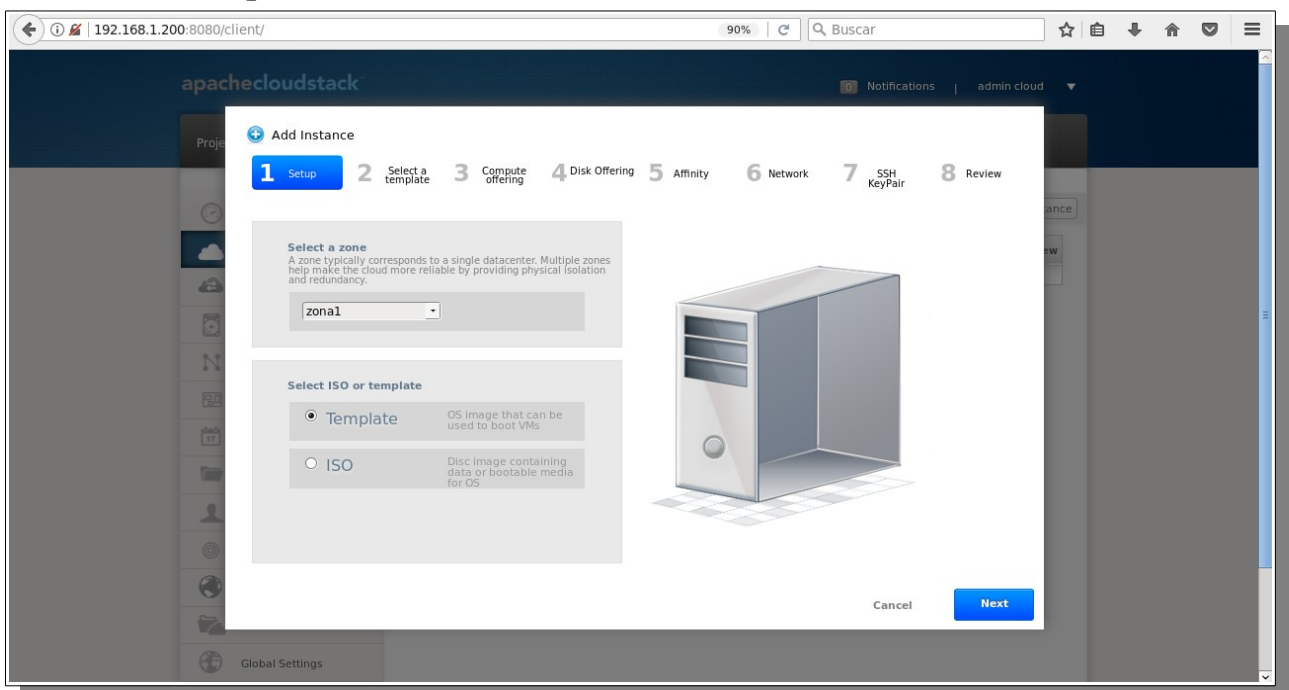 192.168.1.200:8080/client/
90%
Buscar
apachecloudstack
0 Notifications | admin cloud
Proje
Add Instance
1 Setup
2 Select a
template
3 Compute
offering
4 Disk Offering
5 Affinity
6 Network
7 SSH
KeyPair
8 Review
ance
Select a zone
A zone typically corresponds to a single datacenter. Multiple zones
help make the cloud more reliable by providing physical isolation
and redundancy.
ew
zona1
Select ISO or template
Template
OS image that can be
used to boot VMs
17
ISO
Disc image containing
data or bootable media
for OS
Cancel
Next
Global Settings